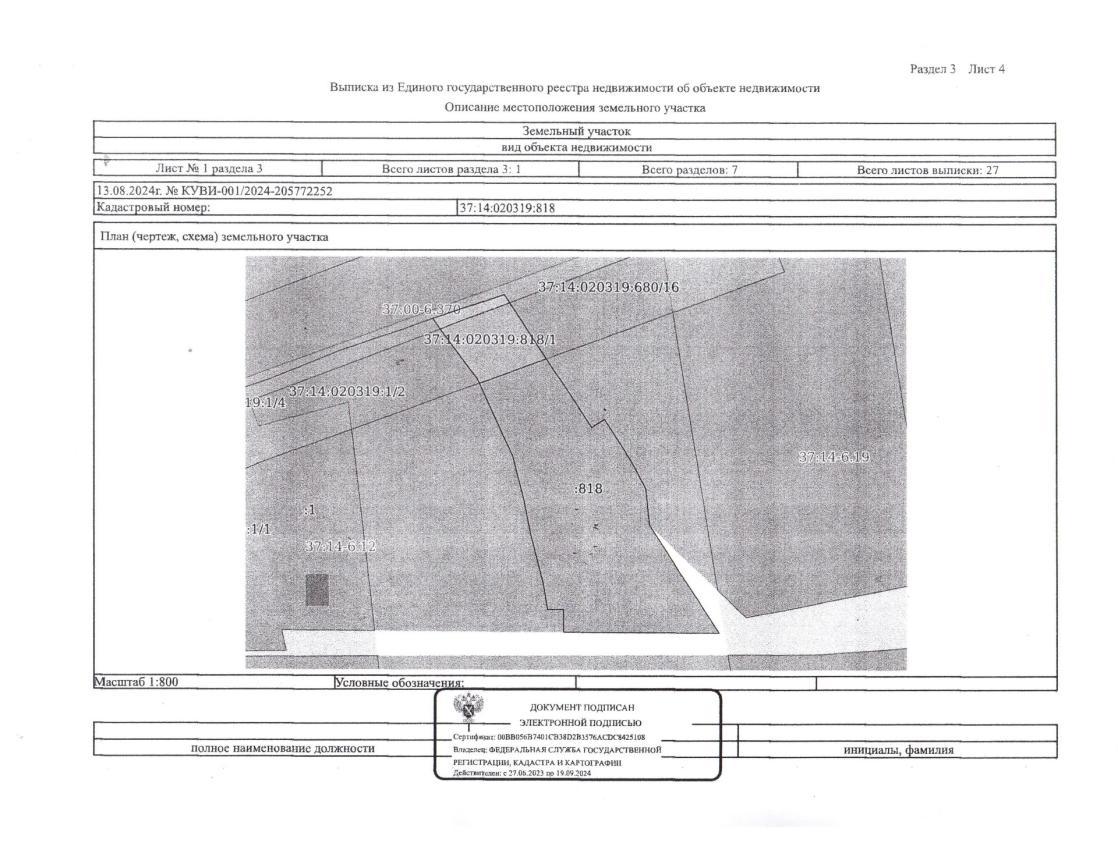 Раздел 3 Лист 4
Выписка из Единого государственного реестра недвижимости об объекте недвижимости
Описание местоположения земельного участка
Земельный участок
вид объекта недвижимости
Лист № 1 раздела 3 Всего листов раздела 3: 1 Всего разделов: 7 Всего листов выписки: 27
13.08.2024г. № КУВИ-001/2024-205772252
Кадастровый номер: 37:14:020319:818
План (чертеж, схема) земельного участка
37:14:020319:680/16
37:00-6.370
37:14:020319:818/1
37:14:020319:1/2
19:1/4
37:14-6.19
:818
:1
:1/1
37:14-6.12
Масштаб 1:800 Условные обозначения:
ДОКУМЕНТ ПОДПИСАН
ЭЛЕКТРОННОЙ ПОДПИСЬЮ
Сертификат: 00BB056B7401CB38D2B3576ACDC8425108
Владелец: ФЕДЕРАЛЬНАЯ СЛУЖБА ГОСУДАРСТВЕННОЙ
РЕГИСТРАЦИИ, КАДАСТРА И КАРТОГРАФИИ
Действителен: с 27.06.2023 по 19.09.2024
полное наименование должности инициалы, фамилия